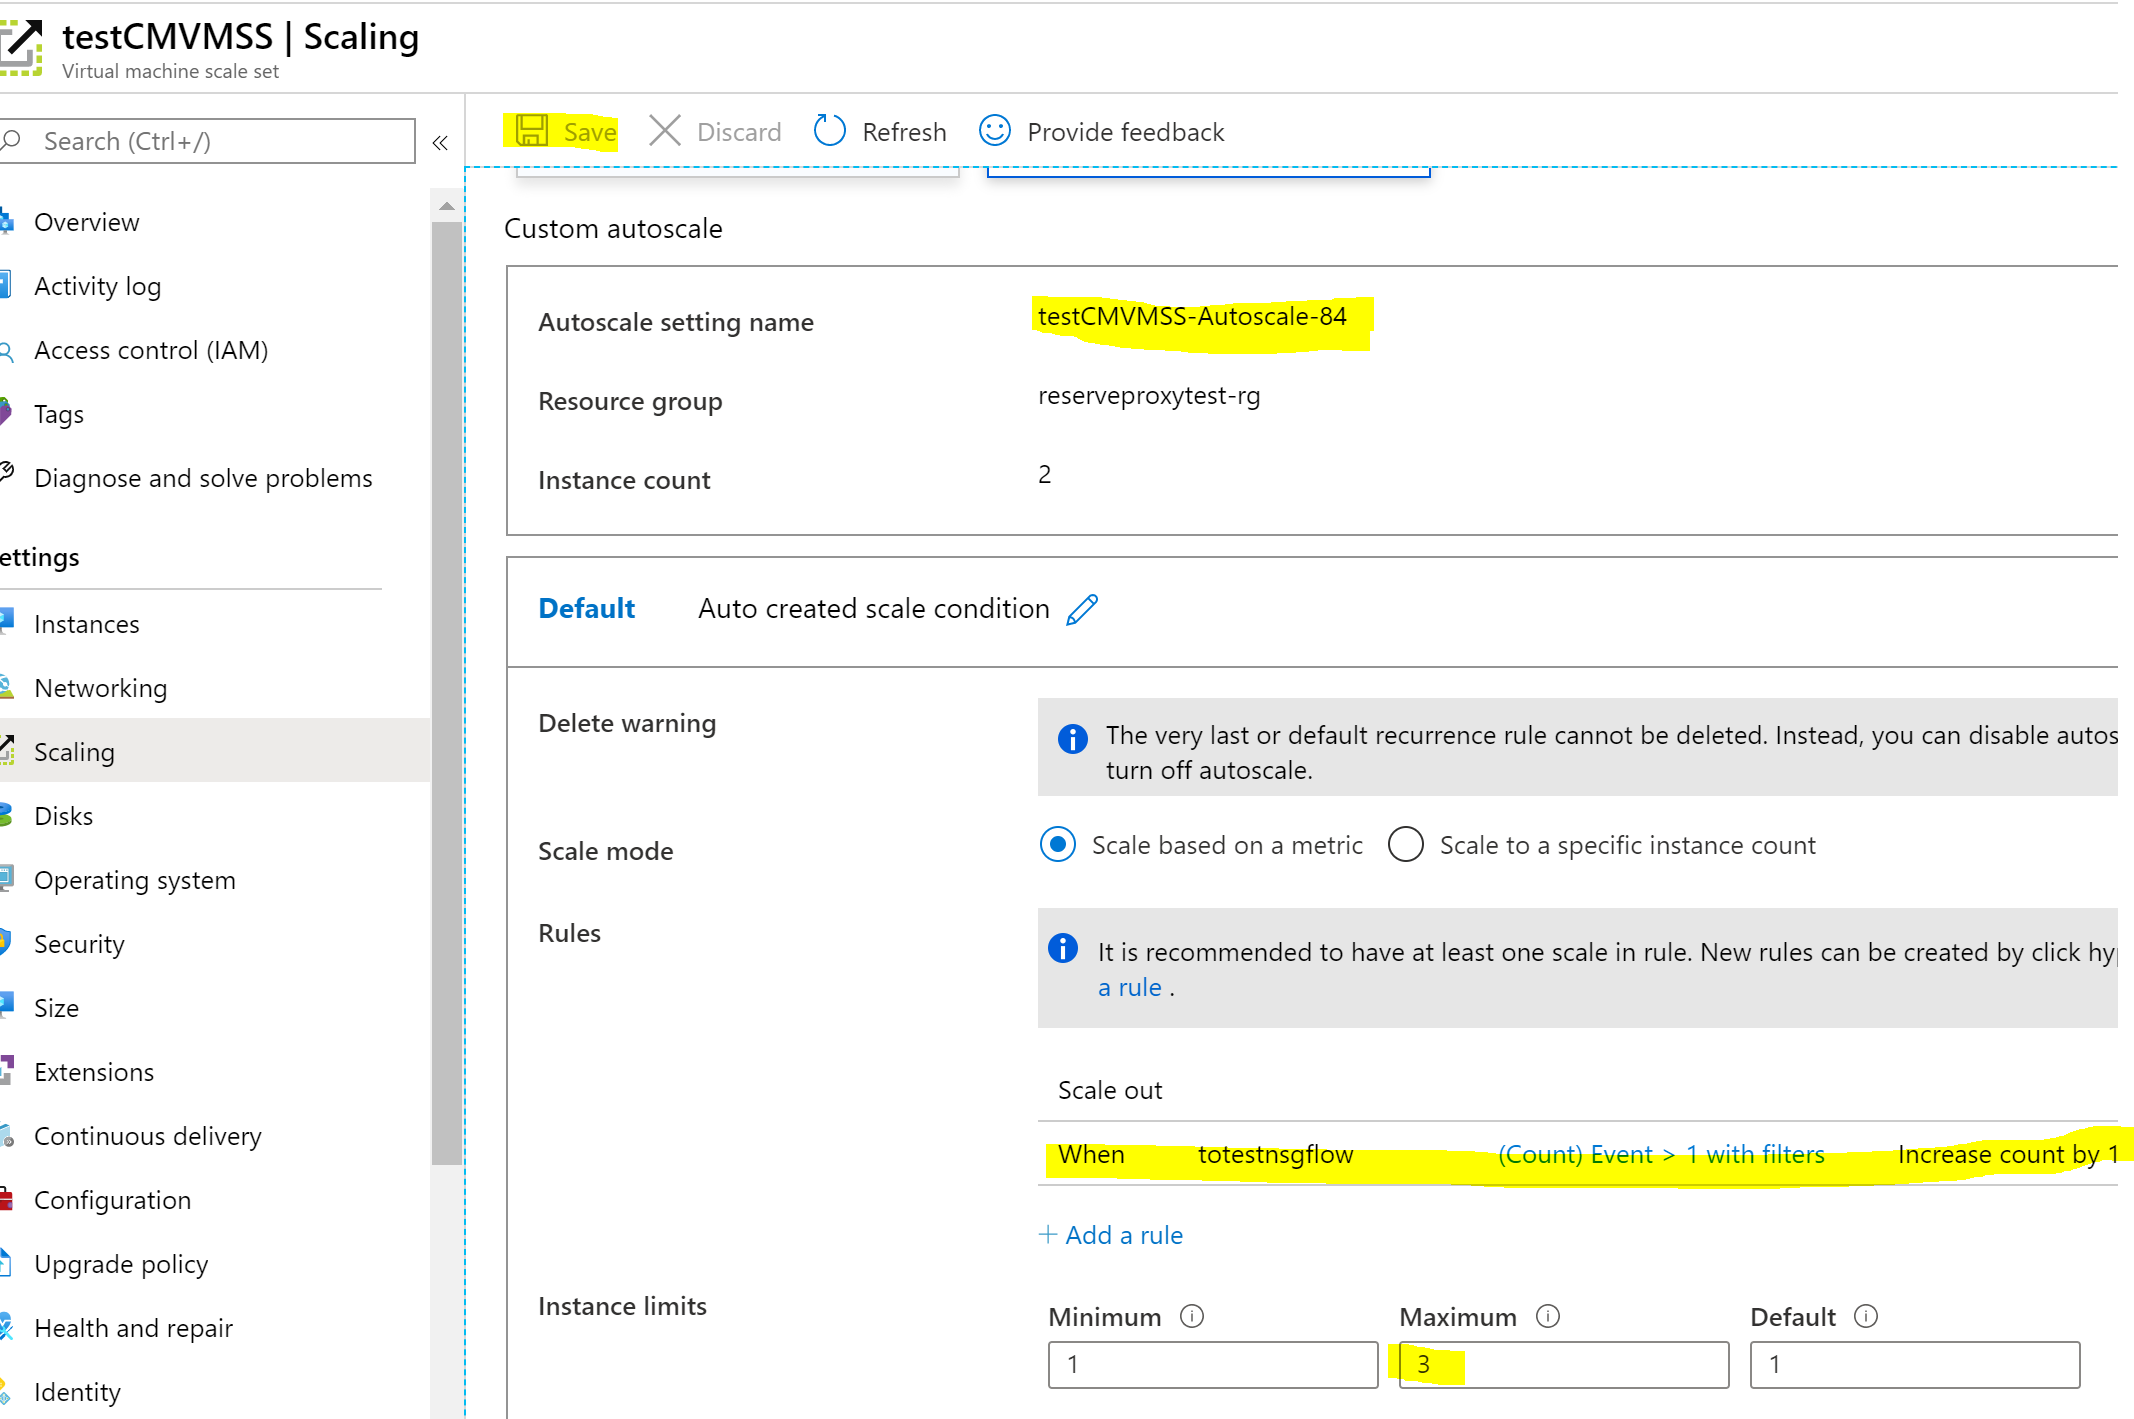 testCMVMSS | Scaling
Virtual machine scale set
Search (Ctrl+/)
«
Save
Discard
Refresh
Provide feedback
Overview
Activity log
Access control (IAM)
Tags
Diagnose and solve problems
ettings
Instances
Networking
Scaling
Disks
Operating system
Security
Size
Extensions
Continuous delivery
Configuration
Upgrade policy
Health and repair
Identity
Custom autoscale
Autoscale setting name testCMVMSS-Autoscale-84
Resource group reserveproxytest-rg
Instance count 2
Default Auto created scale condition
Delete warning
The very last or default recurrence rule cannot be deleted. Instead, you can disable autos
turn off autoscale.
Scale mode
Scale based on a metric Scale to a specific instance count
Rules
It is recommended to have at least one scale in rule. New rules can be created by click hy
a rule .
Scale out
When totestnsgflow (Count) Event > 1 with filters Increase count by 1
+ Add a rule
Instance limits
Minimum Maximum Default
1 3 1